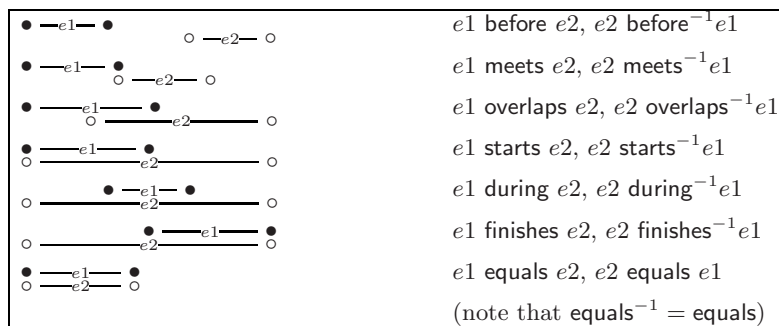 e1 e1 before e2, e2 before⁻¹e1
e2
e1 e1 meets e2, e2 meets⁻¹e1
e2
e1 e1 overlaps e2, e2 overlaps⁻¹e1
e2
e1 e1 starts e2, e2 starts⁻¹e1
e2
e1 e1 during e2, e2 during⁻¹e1
e2
e1 e1 finishes e2, e2 finishes⁻¹e1
e2
e1 e1 equals e2, e2 equals e1
e2
(note that equals⁻¹ = equals)